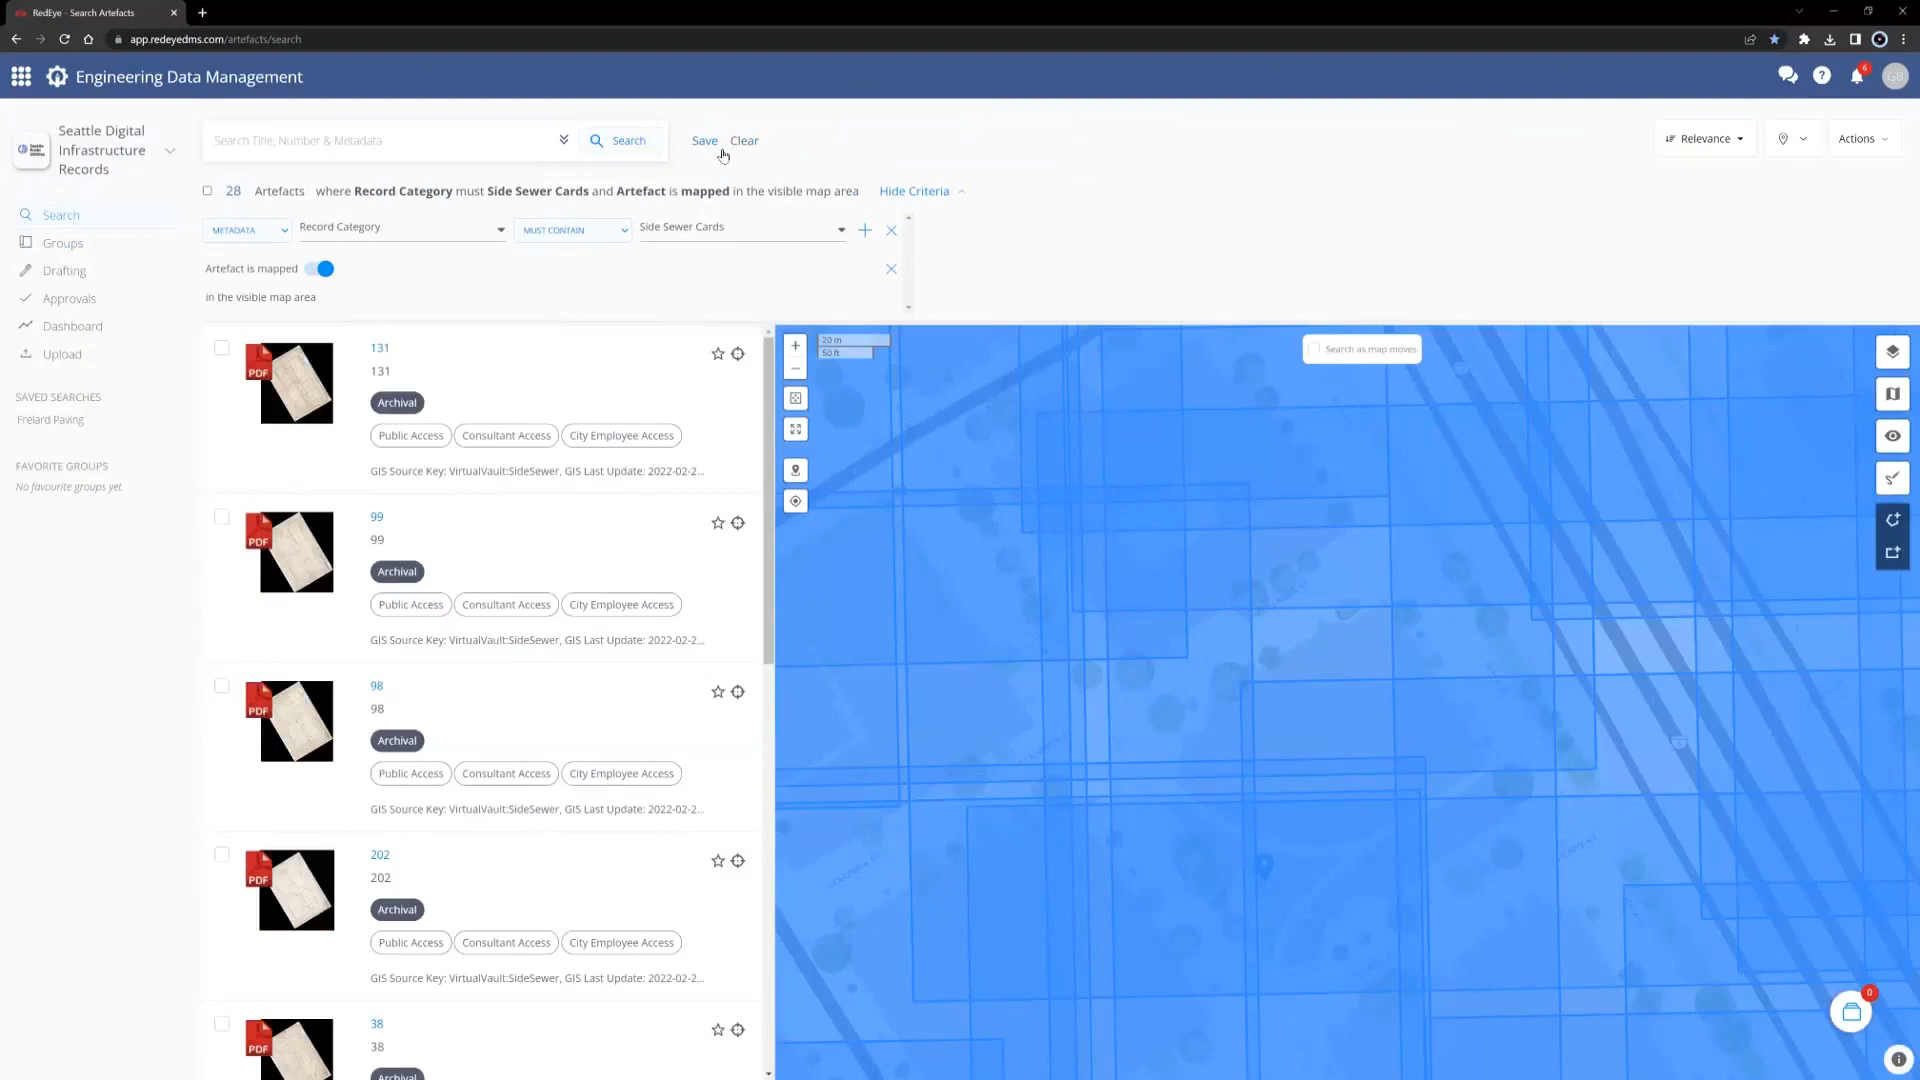 RedEye - Search Artefacts
app.redeyedms.com/artefacts/search
Engineering Data Management
6
GB
Seattle Digital
Infrastructure
Records
Search
Groups
Drafting
Approvals
Dashboard
Upload
SAVED SEARCHES
Frelard Paving
FAVORITE GROUPS
No favourite groups yet.
Search Title, Number & Metadata
Search
Save
Clear
Relevance
Actions
28 Artefacts where Record Category must Side Sewer Cards and Artefact is mapped in the visible map area
Hide Criteria
METADATA
Record Category
MUST CONTAIN
Side Sewer Cards
Artefact is mapped
in the visible map area
PDF
131
131
Archival
Public Access
Consultant Access
City Employee Access
GIS Source Key: VirtualVault:SideSewer, GIS Last Update: 2022-02-2...
PDF
99
99
Archival
Public Access
Consultant Access
City Employee Access
GIS Source Key: VirtualVault:SideSewer, GIS Last Update: 2022-02-2...
PDF
98
98
Archival
Public Access
Consultant Access
City Employee Access
GIS Source Key: VirtualVault:SideSewer, GIS Last Update: 2022-02-2...
PDF
202
202
Archival
Public Access
Consultant Access
City Employee Access
GIS Source Key: VirtualVault:SideSewer, GIS Last Update: 2022-02-2...
PDF
38
38
Archival
20 m
50 ft
Search as map moves
0